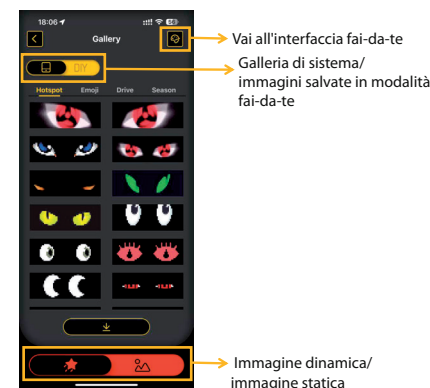 18:06
Gallery
Vai all'interfaccia fai-da-te
DIY
Galleria di sistema/
immagini salvate in modalità
fai-da-te
Hotspot Emoji Drive Season
Immagine dinamica/
immagine statica